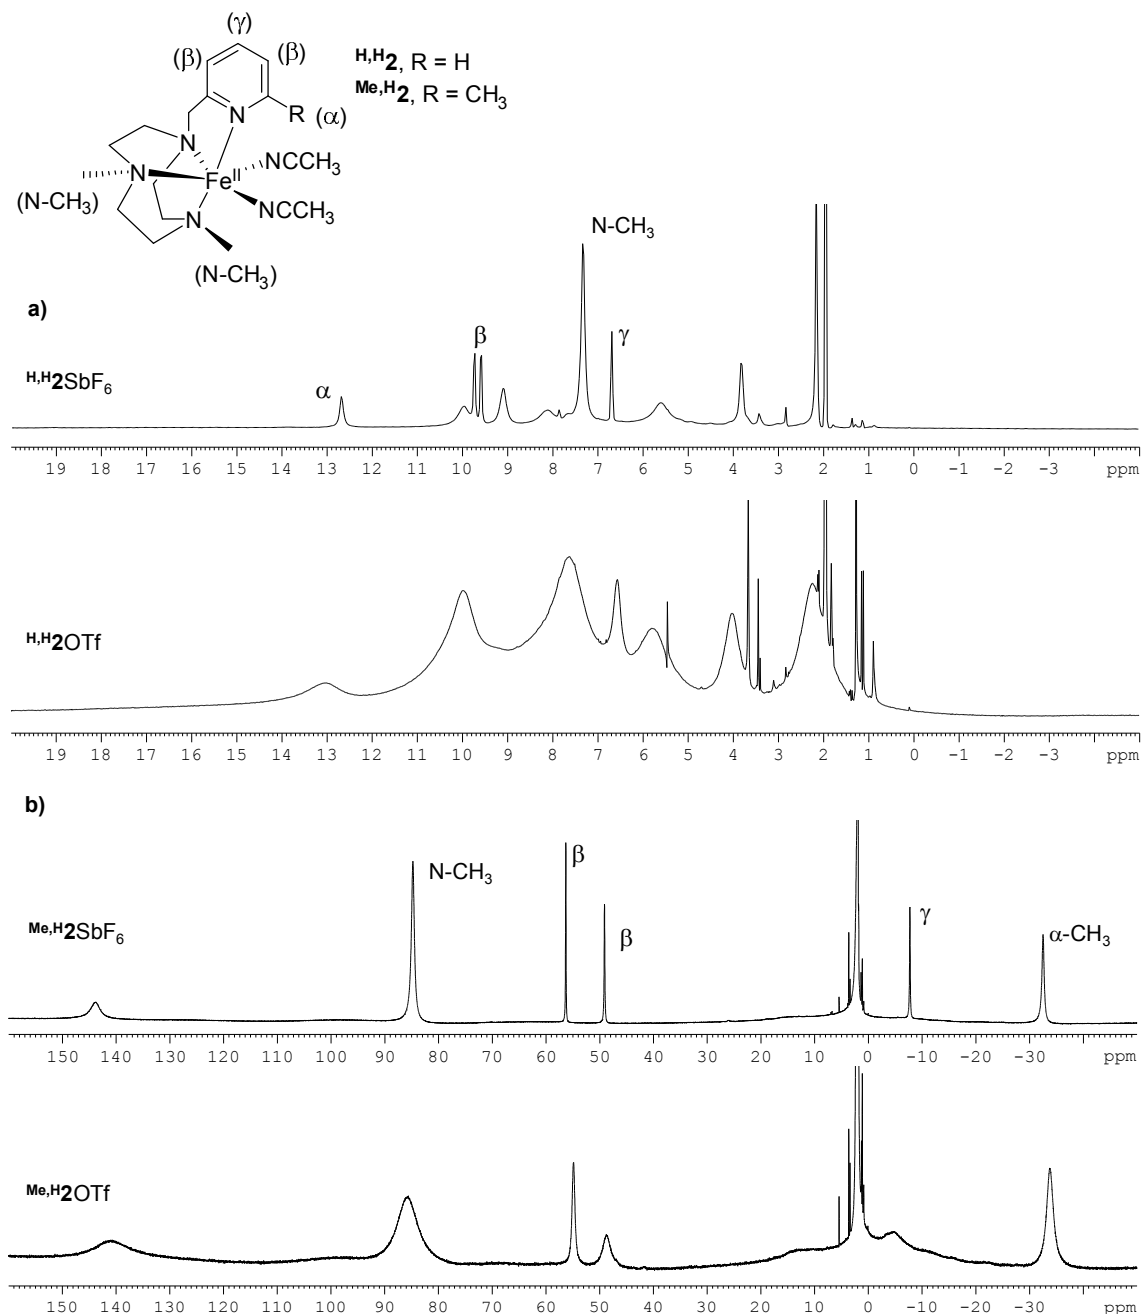 (γ)
(β)
(β)
H,H2, R = H
Me,H2, R = CH3
R (α)
N
N
NCCH3
N
FeII
(N-CH3)
NCCH3
N
(N-CH3)
N-CH3
a)
β
γ
H,H2SbF6
α
19 18 17 16 15 14 13 12 11 10 9 8 7 6 5 4 3 2 1 0 -1 -2 -3 ppm
H,H2OTf
19 18 17 16 15 14 13 12 11 10 9 8 7 6 5 4 3 2 1 0 -1 -2 -3 ppm
b)
N-CH3
β
Me,H2SbF6
β
γ
α-CH3
150 140 130 120 110 100 90 80 70 60 50 40 30 20 10 0 -10 -20 -30 ppm
Me,H2OTf
150 140 130 120 110 100 90 80 70 60 50 40 30 20 10 0 -10 -20 -30 ppm